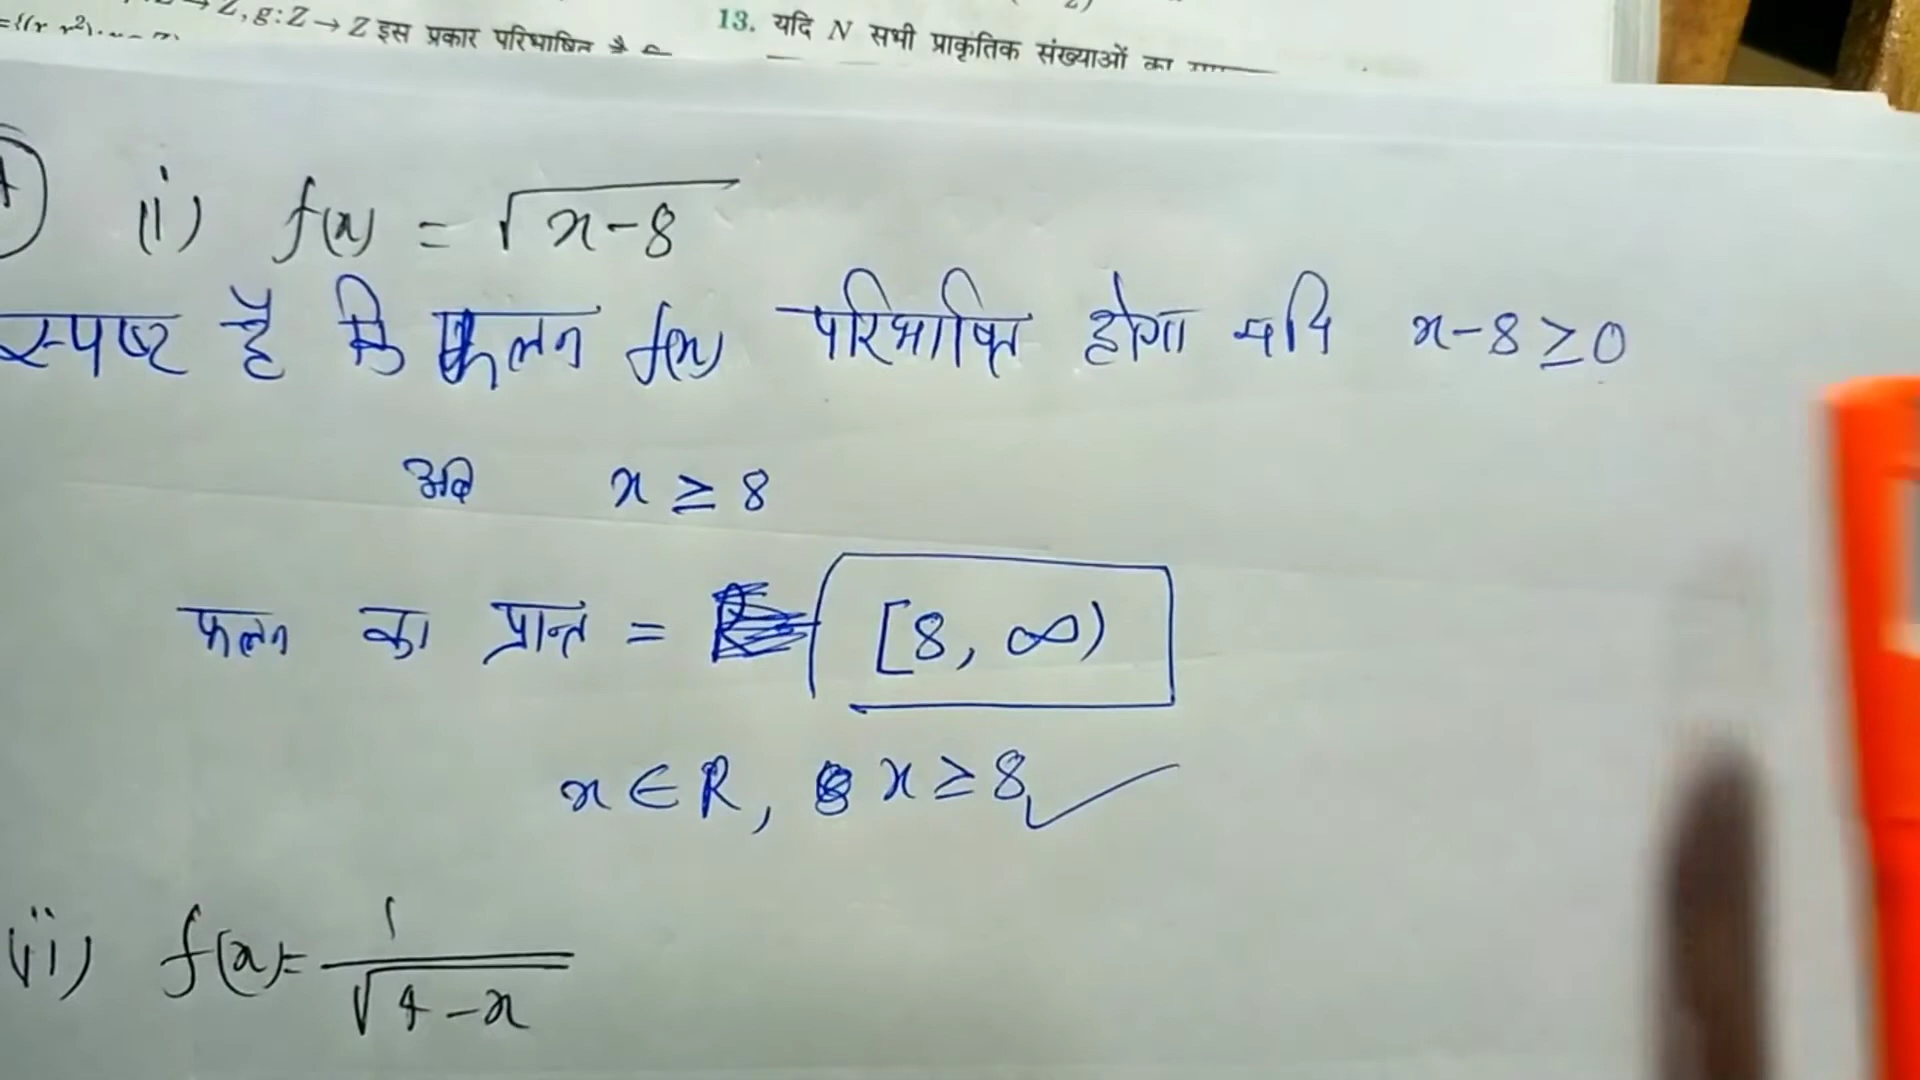 Z, g: Z → Z इस प्रकार परिभाषित है
13. यदि N सभी प्राकृतिक संख्याओं का
(i) f(x) = √x-8
स्पष्ट है कि फलन f(x) परिभाषित होगा यदि x-8≥0
x ≥ 8
फलन का प्रान्त = [8, ∞)
x ∈ R, x ≥ 8
(ii) f(x)= 1/√4-x